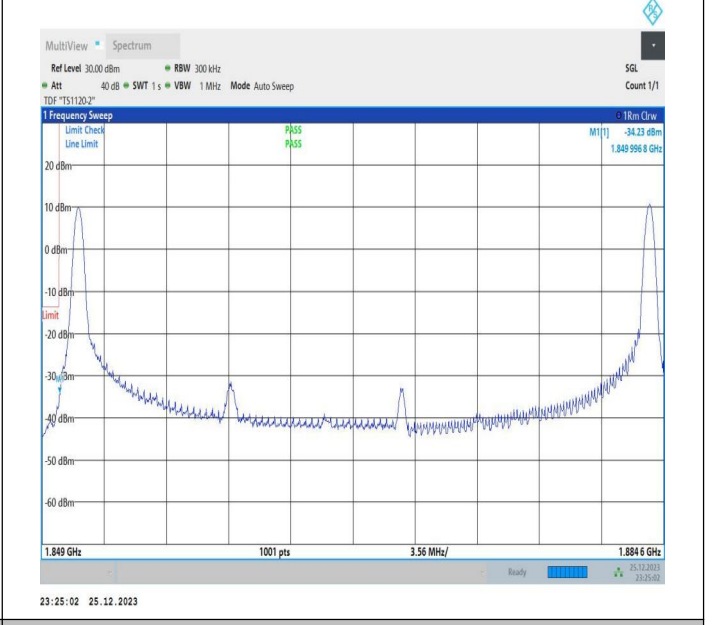 MultiView Spectrum
Ref Level 30.00 dBm RBW 300 kHz SGL
Att 40 dB SWT 1 s VBW 1 MHz Mode Auto Sweep Count 1/1
TDF "TS1120-2"
1 Frequency Sweep 1Rm Clrw
Limit Check PASS M1[1] -34.23 dBm
Line Limit PASS 1.849 996 8 GHz
20 dBm
10 dBm
0 dBm
-10 dBm
Limit
-20 dBm
-30 dBm
M1
-40 dBm
-50 dBm
-60 dBm
1.849 GHz 1001 pts 3.56 MHz/ 1.884 6 GHz
Ready 25.12.2023
23:25:02
23:25:02 25.12.2023